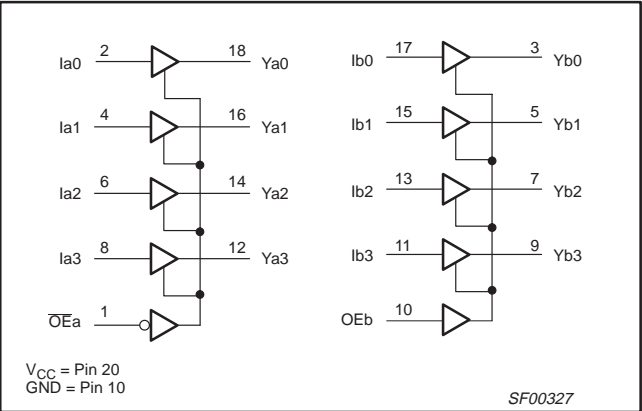 Ia0 2 18 Ya0
Ia1 4 16 Ya1
Ia2 6 14 Ya2
Ia3 8 12 Ya3
O̅E̅a 1
Ib0 17 3 Yb0
Ib1 15 5 Yb1
Ib2 13 7 Yb2
Ib3 11 9 Yb3
OEb 10
VCC = Pin 20
GND = Pin 10
SF00327